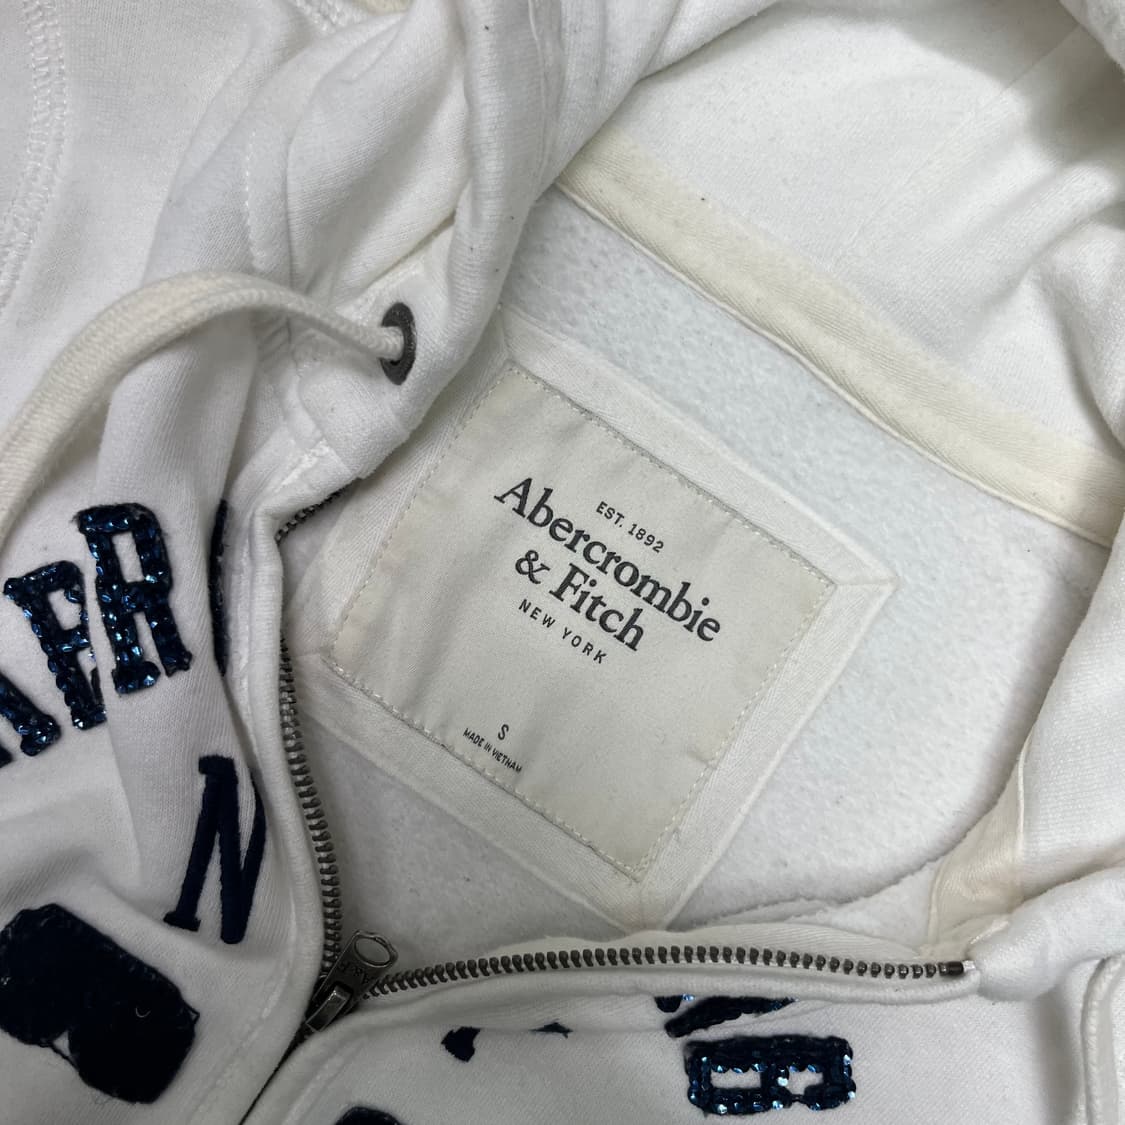 EST. 1892
Abercrombie
& Fitch
NEW YORK
S
MADE IN VIETNAM
N